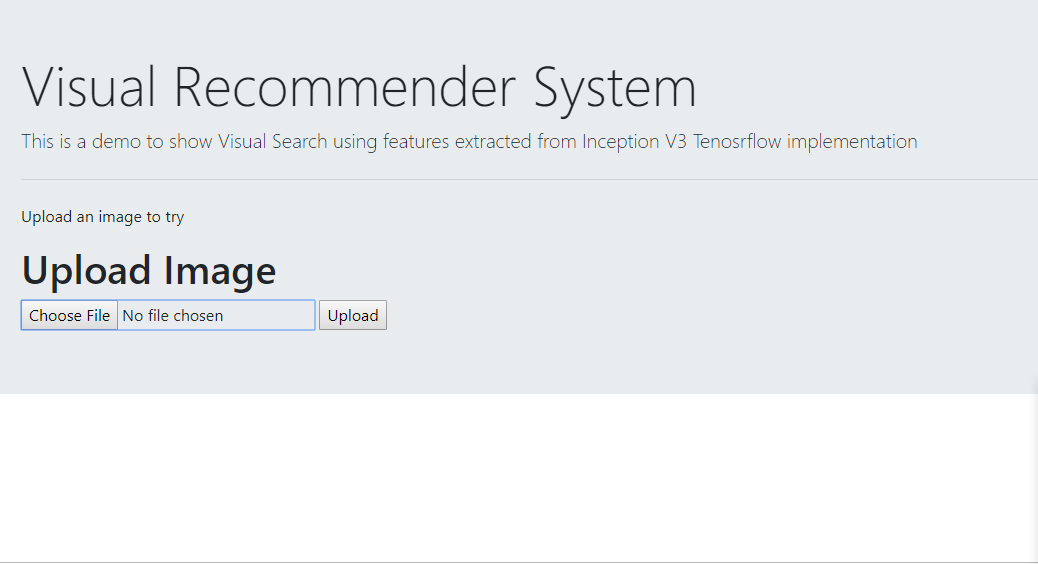 Visual Recommender System
This is a demo to show Visual Search using features extracted from Inception V3 Tenosrflow implementation
Upload an image to try
Upload Image
Choose File No file chosen Upload